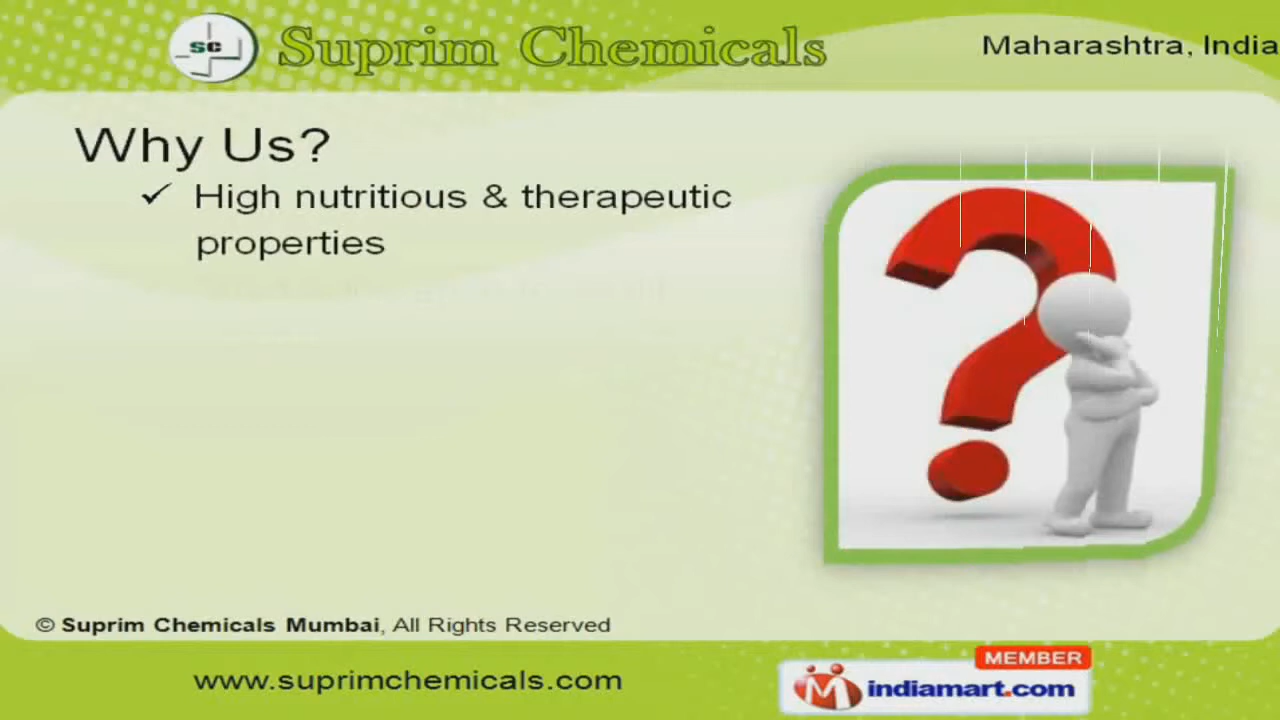 SC
Suprim Chemicals
Maharashtra, India
Why Us?
✓ High nutritious & therapeutic
properties
© Suprim Chemicals Mumbai, All Rights Reserved
www.suprimchemicals.com
MEMBER
indiamart.com